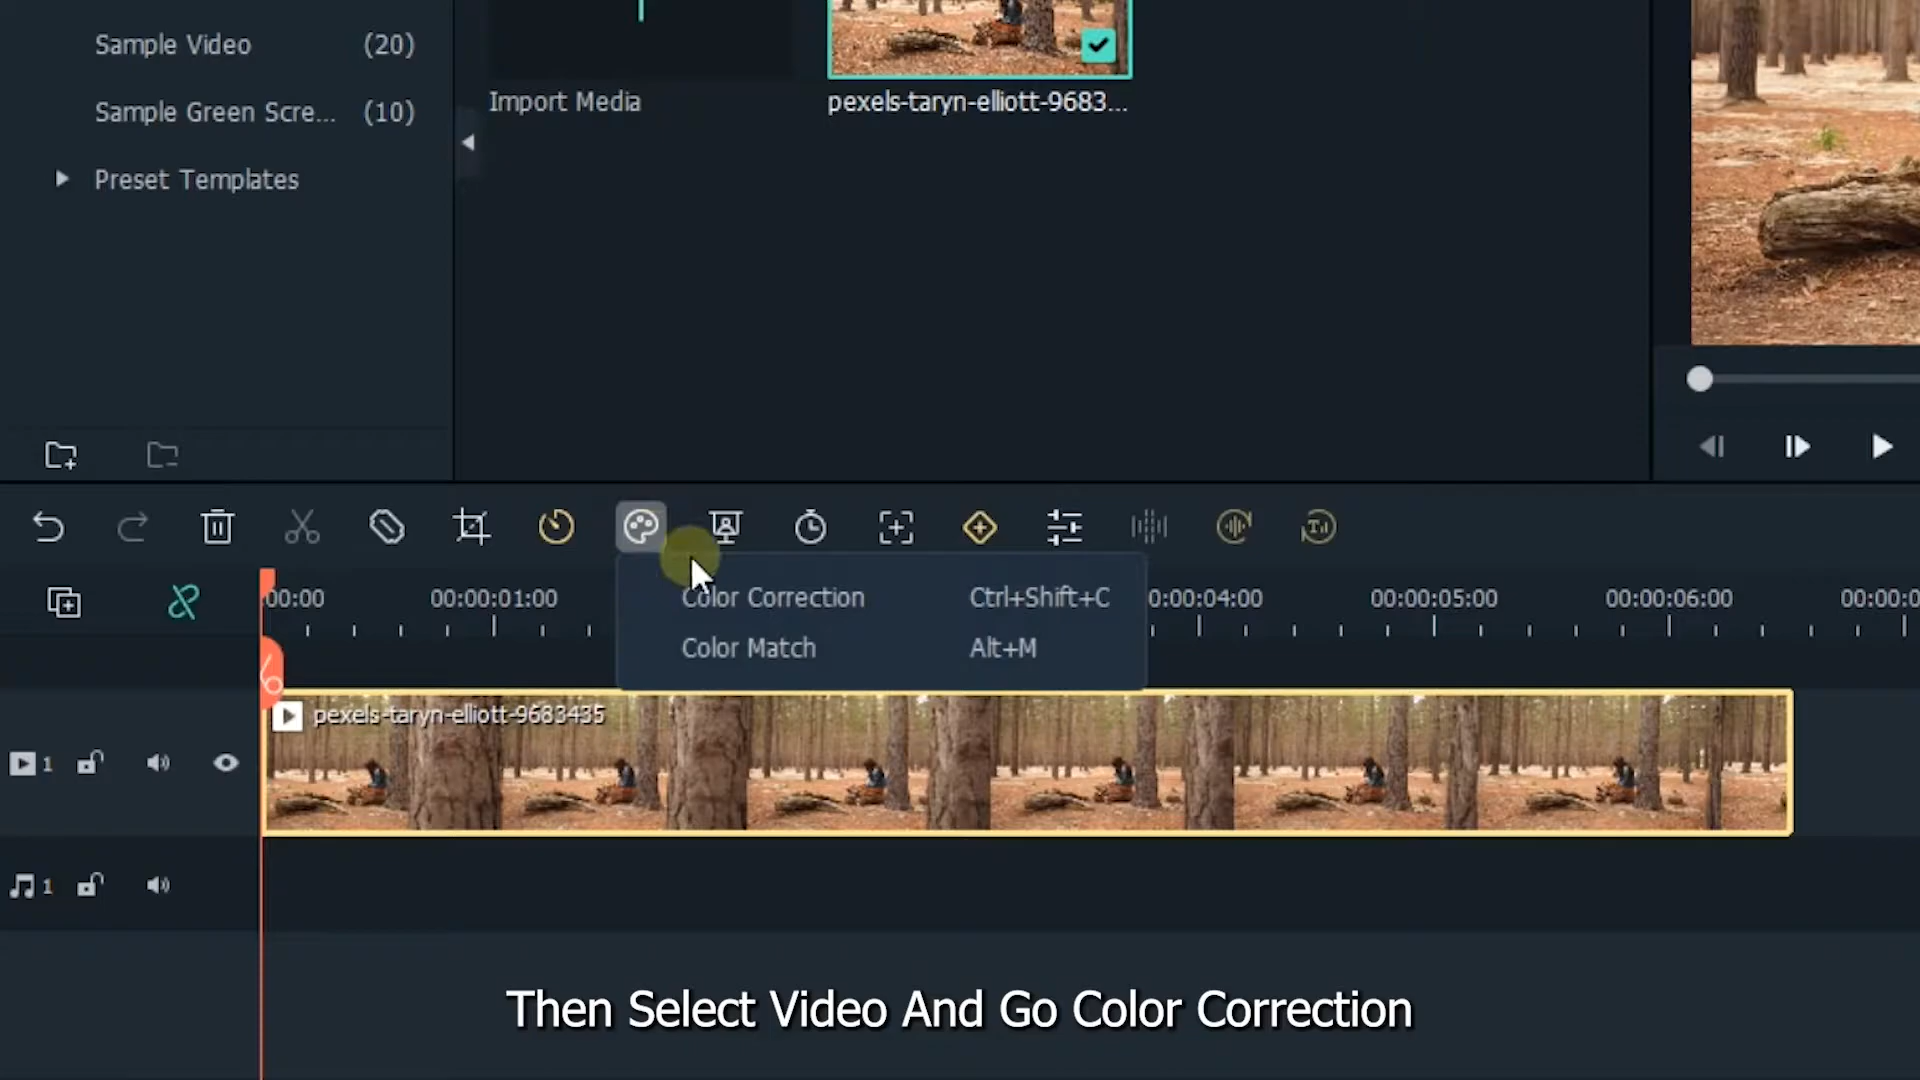 Sample Video (20)
Sample Green Scre... (10)
Preset Templates
Import Media
pexels-taryn-elliott-9683...
:00:00
00:00:01:00
0:00:04:00
00:00:05:00
00:00:06:00
00:00:0
Color Correction Ctrl+Shift+C
Color Match Alt+M
pexels-taryn-elliott-9683435
1
1
Then Select Video And Go Color Correction